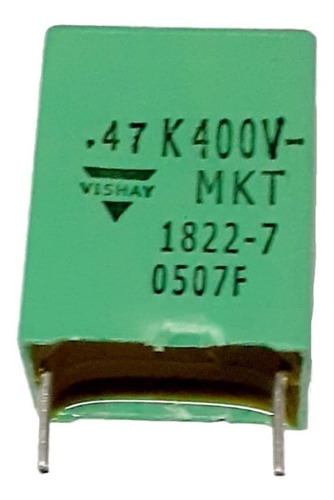 .47 K 400V-
VISHAY MKT
1822-7
0507F